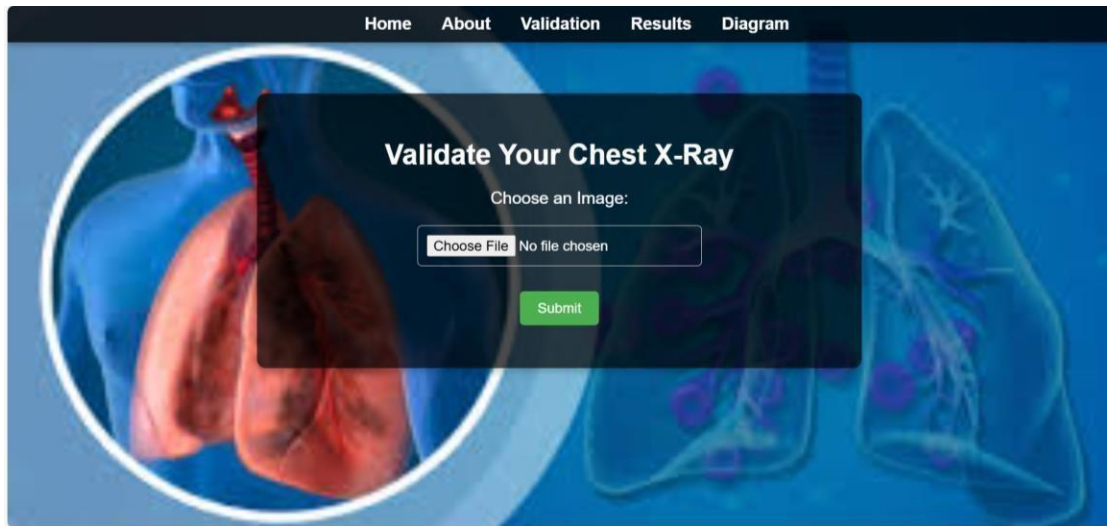 Home About Validation Results Diagram
Validate Your Chest X-Ray
Choose an Image:
Choose File No file chosen
Submit